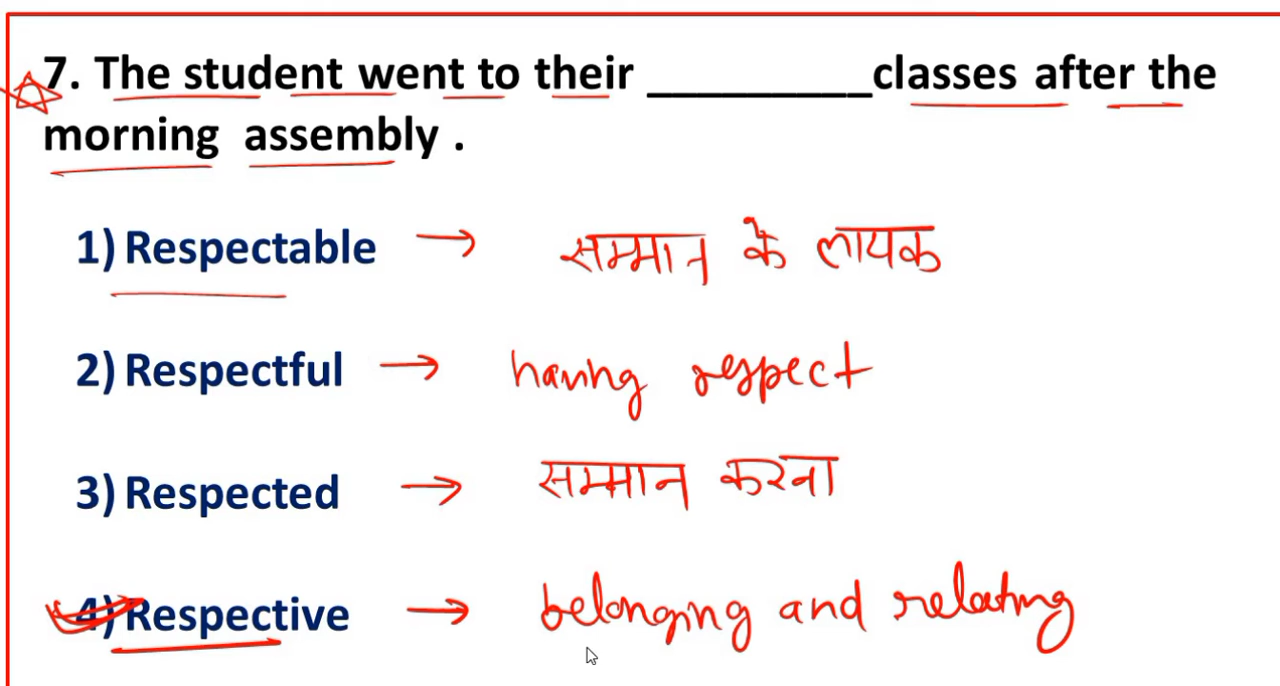 7. The student went to their __________classes after the
morning assembly .
1) Respectable → सम्मान के लायक
2) Respectful → having respect
3) Respected → सम्मान करना
4) Respective → belonging and relating